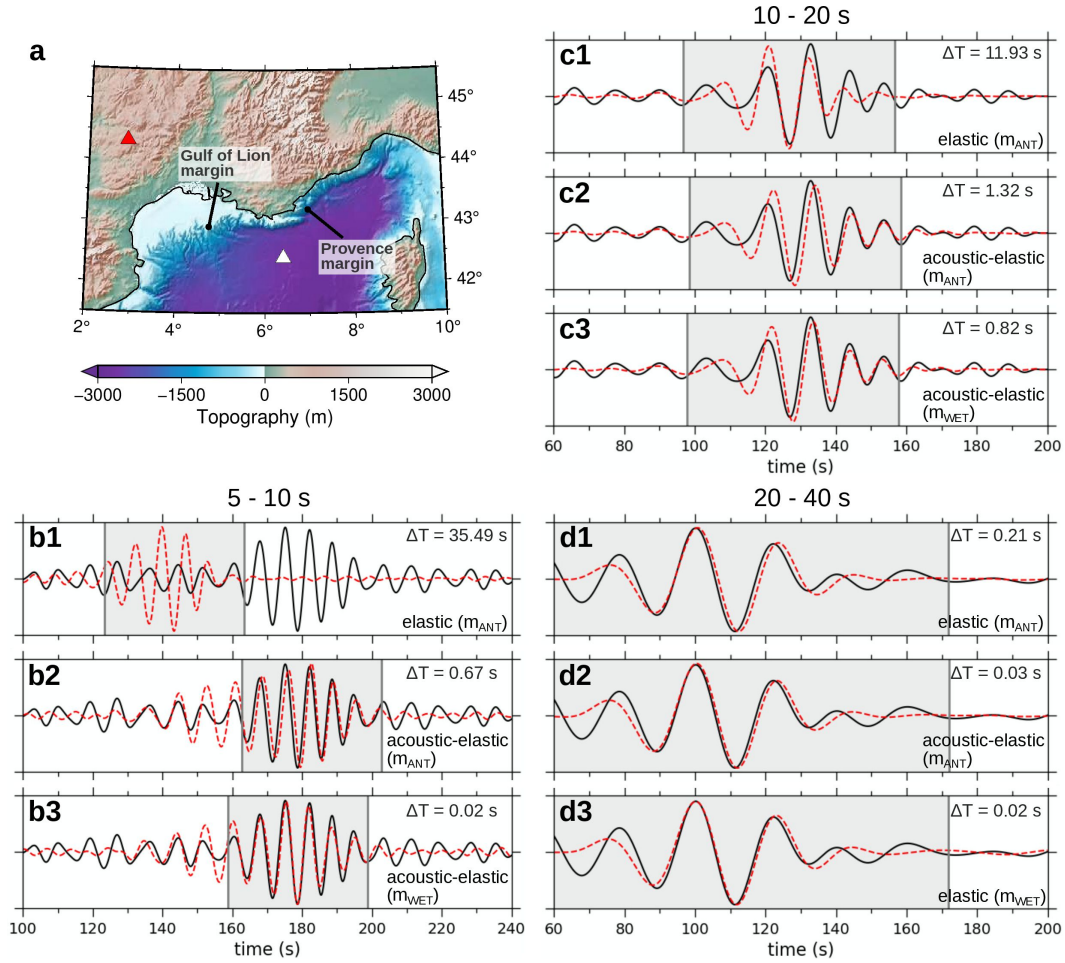 a
45°
44°
43°
42°
Gulf of Lion
margin
Provence
margin
2°
4°
6°
8°
10°
−3000
−1500
0
1500
3000
Topography (m)
10 - 20 s
c1
ΔT = 11.93 s
elastic (mANT)
c2
ΔT = 1.32 s
acoustic-elastic
(mANT)
c3
ΔT = 0.82 s
acoustic-elastic
(mWET)
60 80 100 120 140 160 180 200
time (s)
5 - 10 s
b1
ΔT = 35.49 s
elastic (mANT)
b2
ΔT = 0.67 s
acoustic-elastic
(mANT)
b3
ΔT = 0.02 s
acoustic-elastic
(mWET)
100 120 140 160 180 200 220 240
time (s)
20 - 40 s
d1
ΔT = 0.21 s
elastic (mANT)
d2
ΔT = 0.03 s
acoustic-elastic
(mANT)
d3
ΔT = 0.02 s
elastic (mWET)
60 80 100 120 140 160 180 200
time (s)